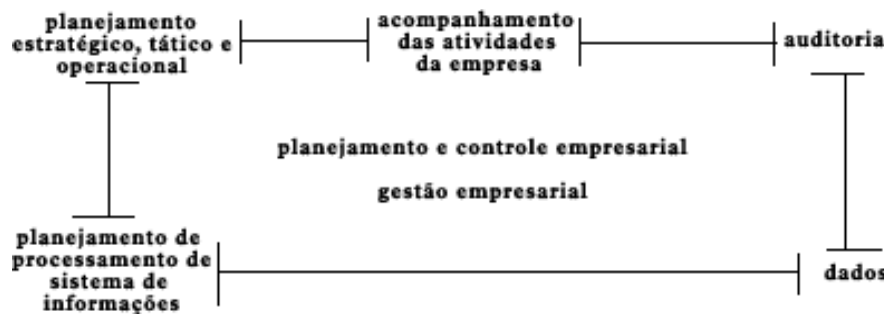 planejamento
estratégico, tático e
operacional
acompanhamento
das atividades
da empresa
auditoria
planejamento e controle empresarial
gestão empresarial
planejamento de
processamento de
sistema de
informações
dados